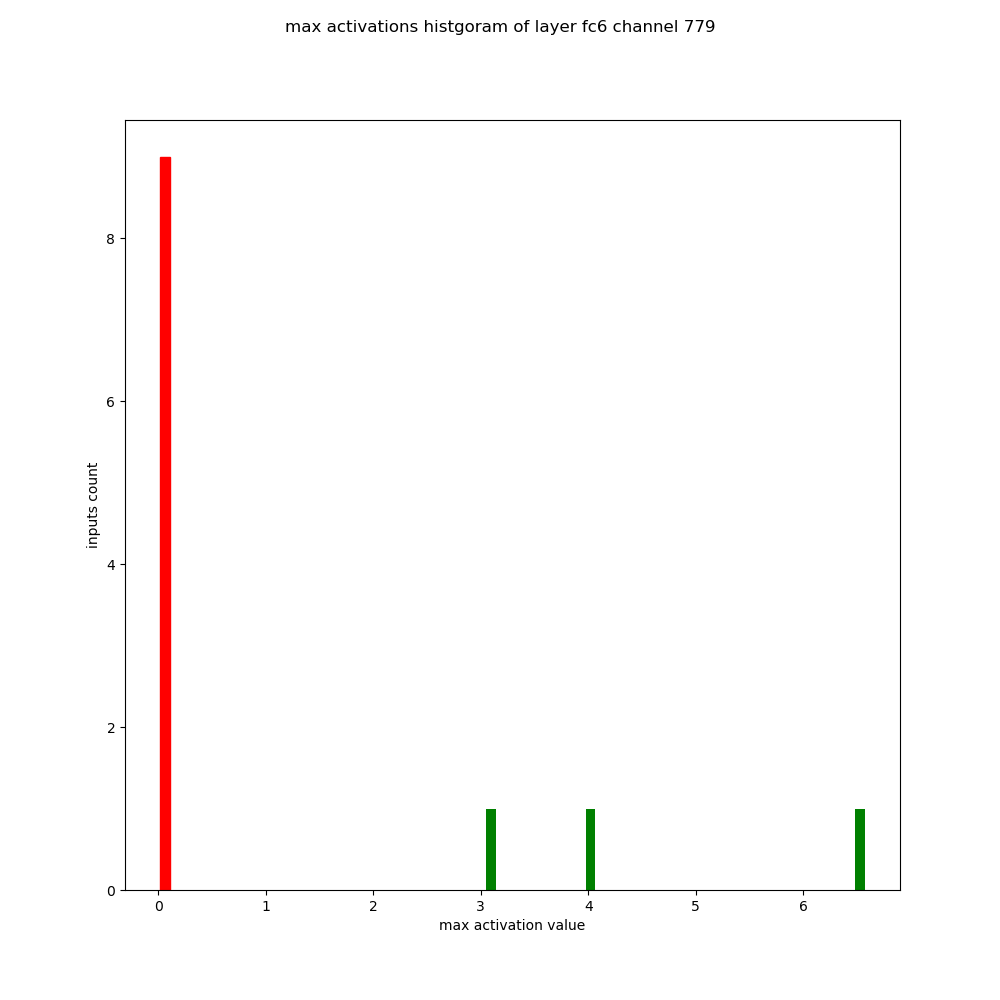 max activations histgoram of layer fc6 channel 779
inputs count
8
6
4
2
0
0 1 2 3 4 5 6
max activation value